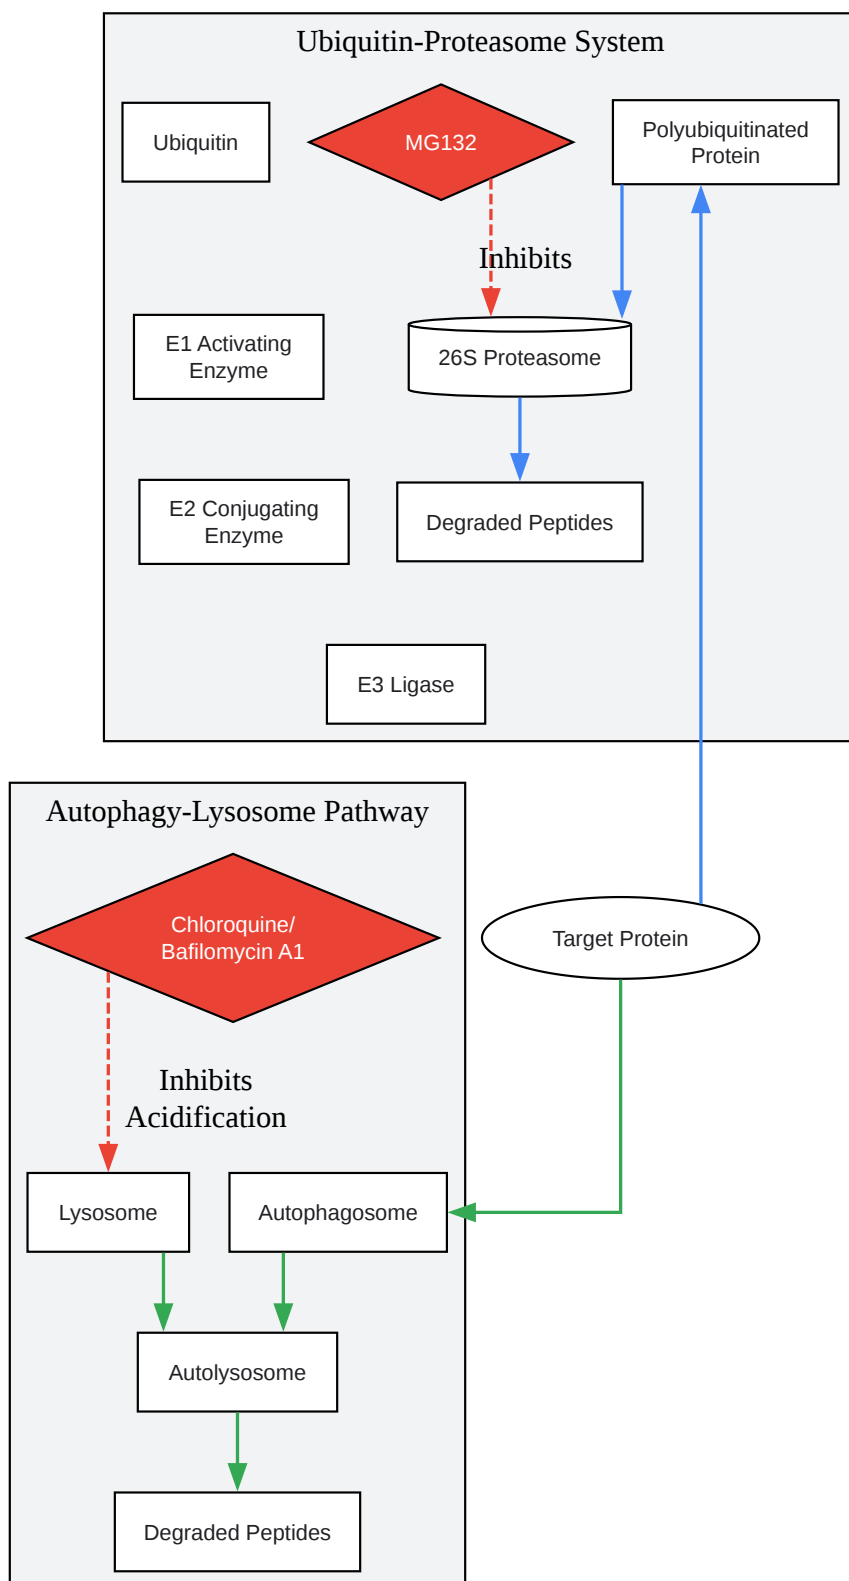 Ubiquitin-Proteasome System
Ubiquitin
MG132
Polyubiquitinated
Protein
Inhibits
E1 Activating
Enzyme
26S Proteasome
E2 Conjugating
Enzyme
Degraded Peptides
E3 Ligase
Autophagy-Lysosome Pathway
Chloroquine/
Bafilomycin A1
Target Protein
Inhibits
Acidification
Lysosome
Autophagosome
Autolysosome
Degraded Peptides